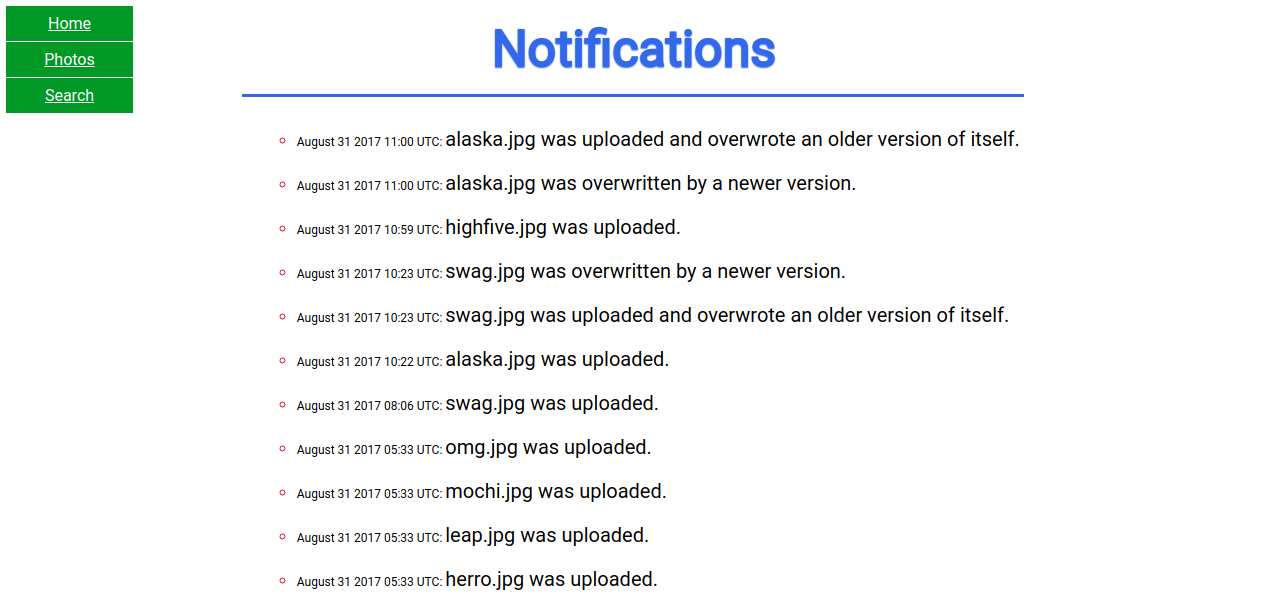 Home
Photos
Search
Notifications
August 31 2017 11:00 UTC: alaska.jpg was uploaded and overwrote an older version of itself.
August 31 2017 11:00 UTC: alaska.jpg was overwritten by a newer version.
August 31 2017 10:59 UTC: highfive.jpg was uploaded.
August 31 2017 10:23 UTC: swag.jpg was overwritten by a newer version.
August 31 2017 10:23 UTC: swag.jpg was uploaded and overwrote an older version of itself.
August 31 2017 10:22 UTC: alaska.jpg was uploaded.
August 31 2017 08:06 UTC: swag.jpg was uploaded.
August 31 2017 05:33 UTC: omg.jpg was uploaded.
August 31 2017 05:33 UTC: mochi.jpg was uploaded.
August 31 2017 05:33 UTC: leap.jpg was uploaded.
August 31 2017 05:33 UTC: herro.jpg was uploaded.